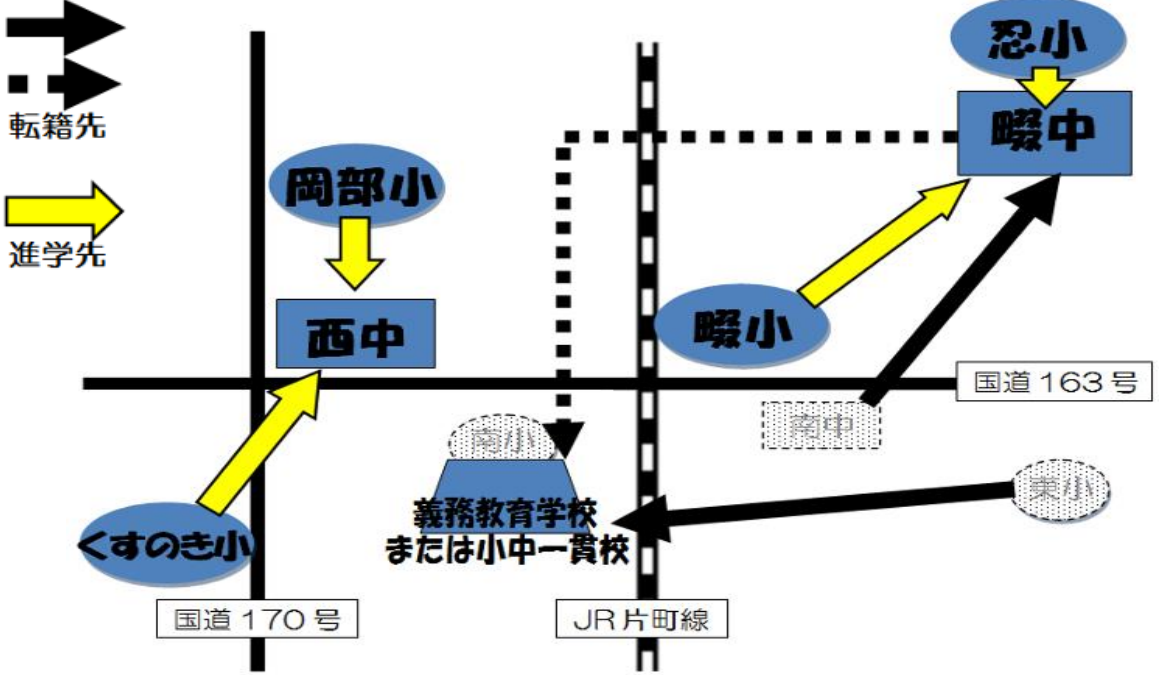 転籍先
進学先
忍小
畷中
岡部小
西中
畷小
国道163号
南中
南小
東小
義務教育学校
または小中一貫校
くすのき小
国道170号
JR片町線